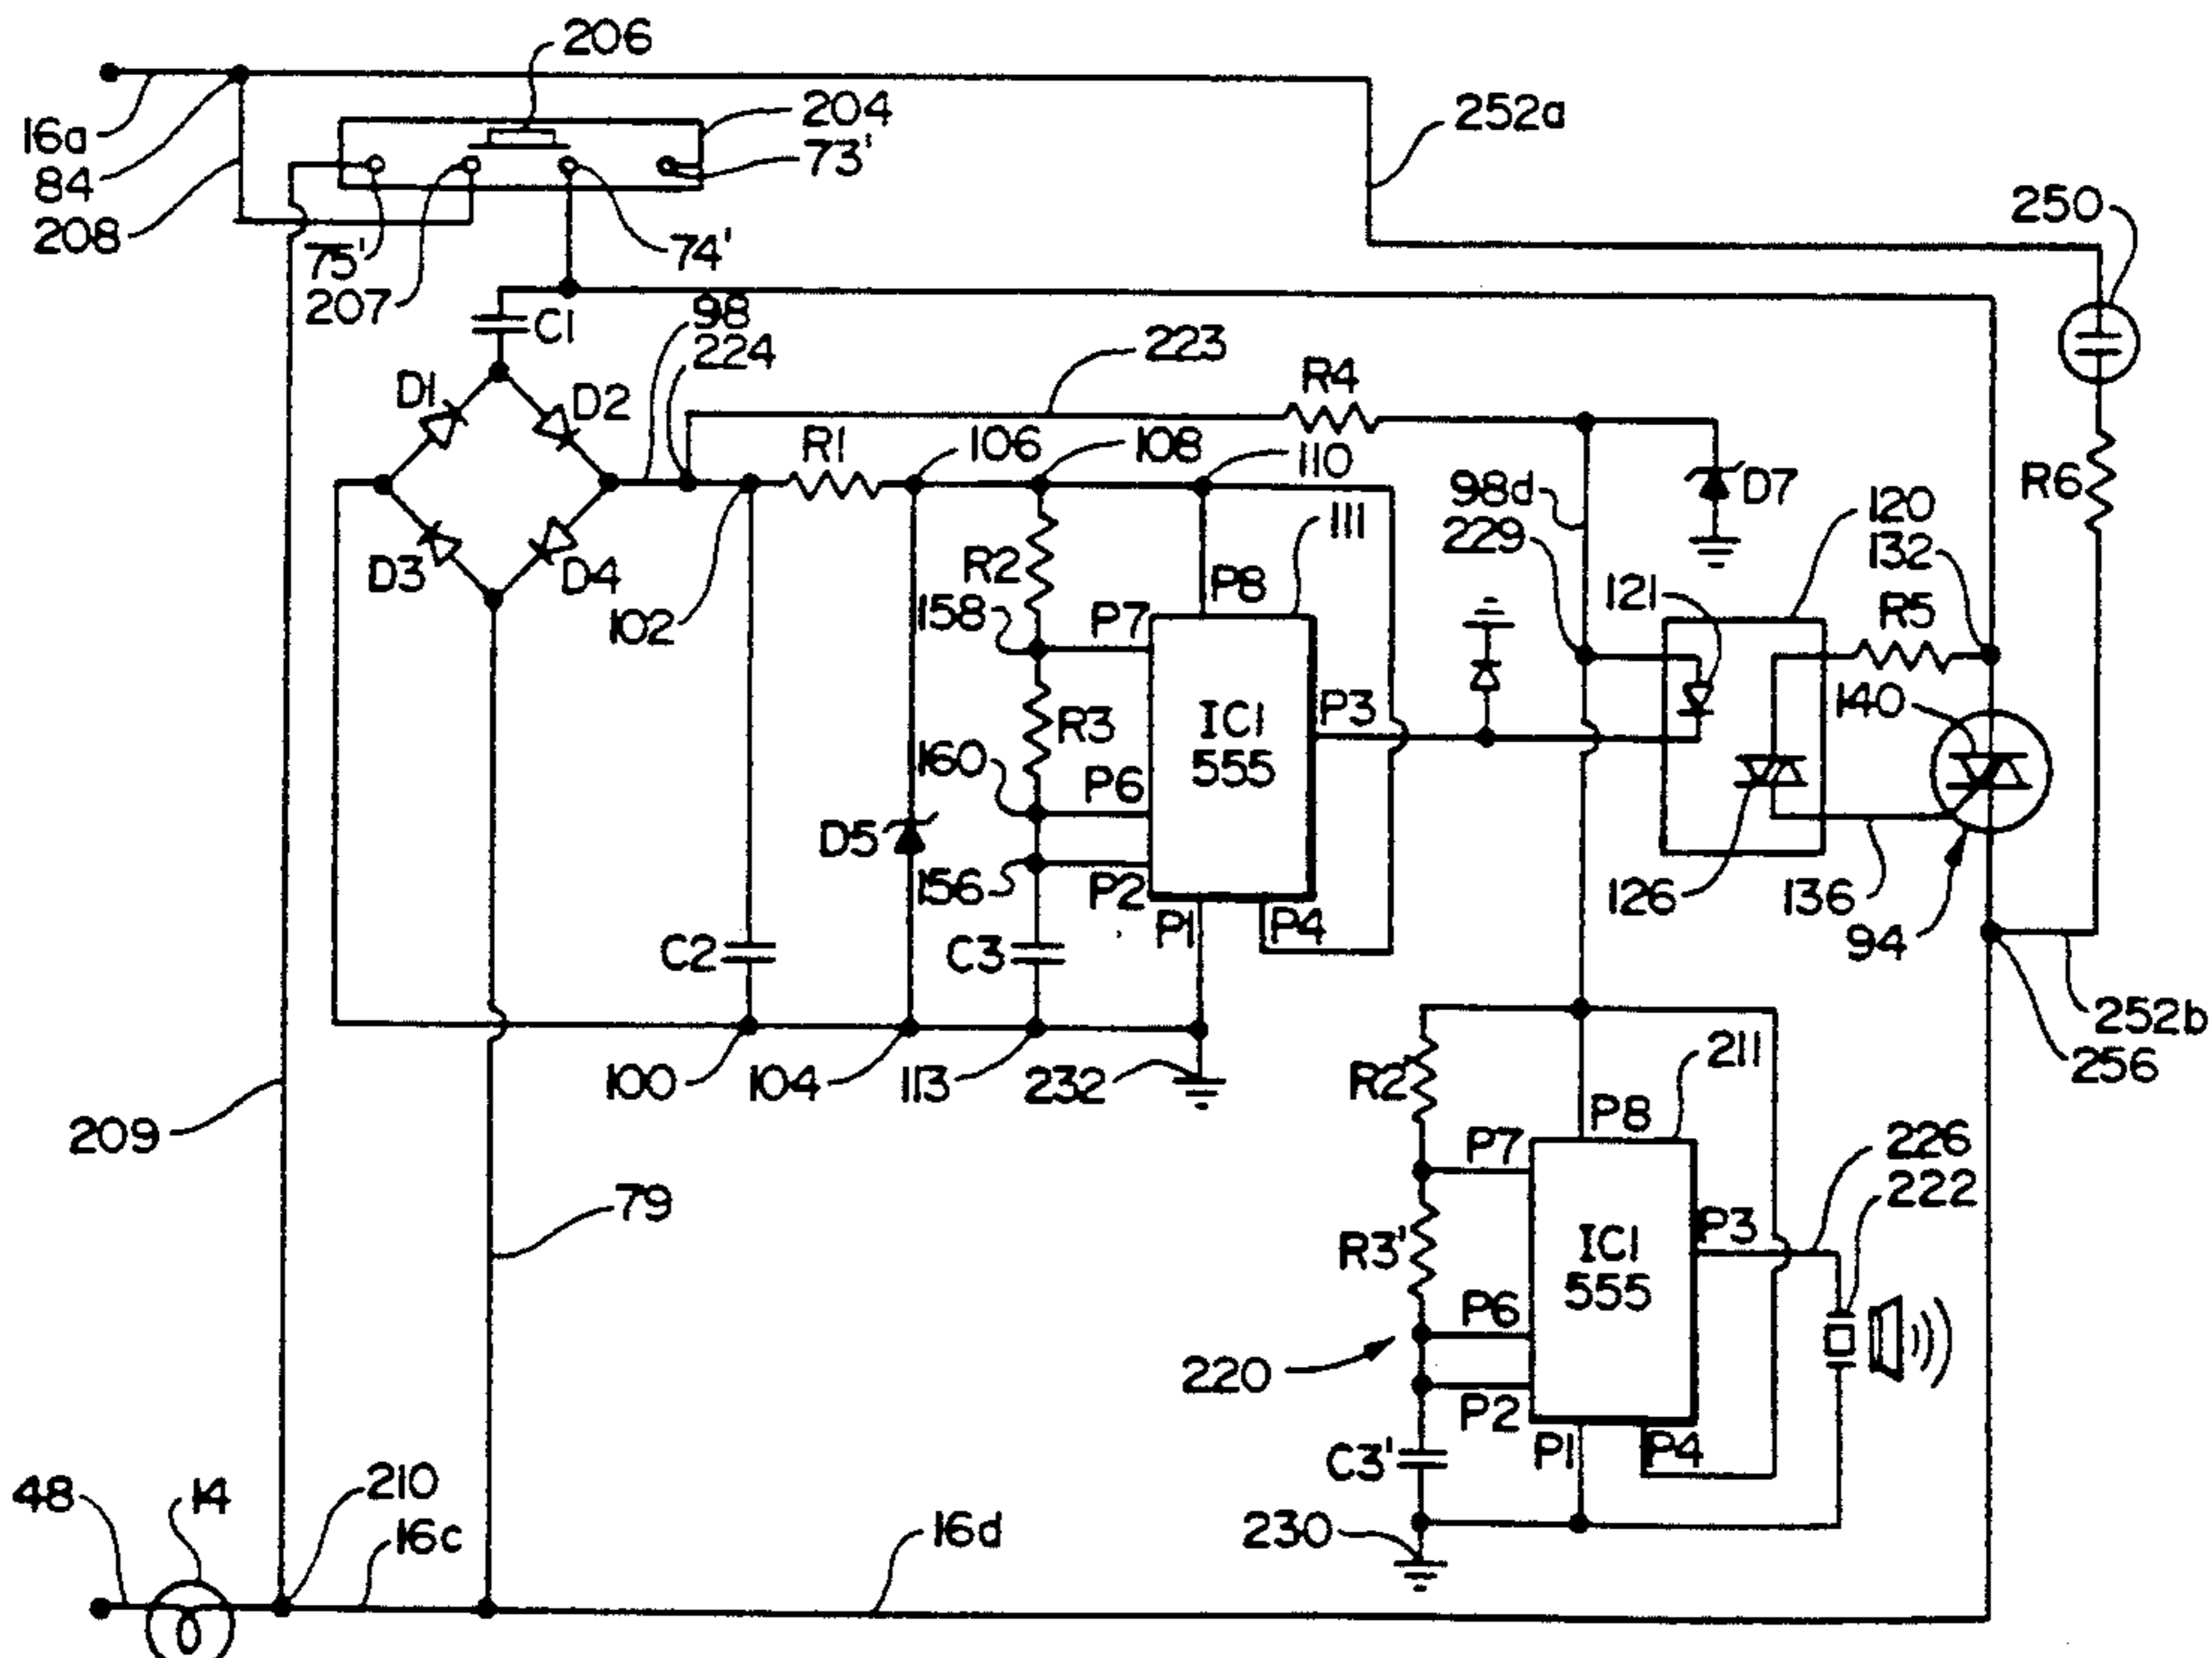 206
16a
84
208
204
73'
75'
207
74'
252a
250
C1
98
224
223
R4
D1
D2
R1
106
108
110
98d
229
D7
120
132
R6
D3
D4
102
R2
158
P7
P8
111
121
R5
140
R3
IC1
555
P3
160
P6
D5
156
P2
P1
P4
126
136
94
C2
C3
252b
256
100
104
113
232
209
R2'
211
P8
P7
226
222
79
R3'
IC1
555
P3
P6
220
P2
P1
P4
C3'
48
14
210
16c
16d
230